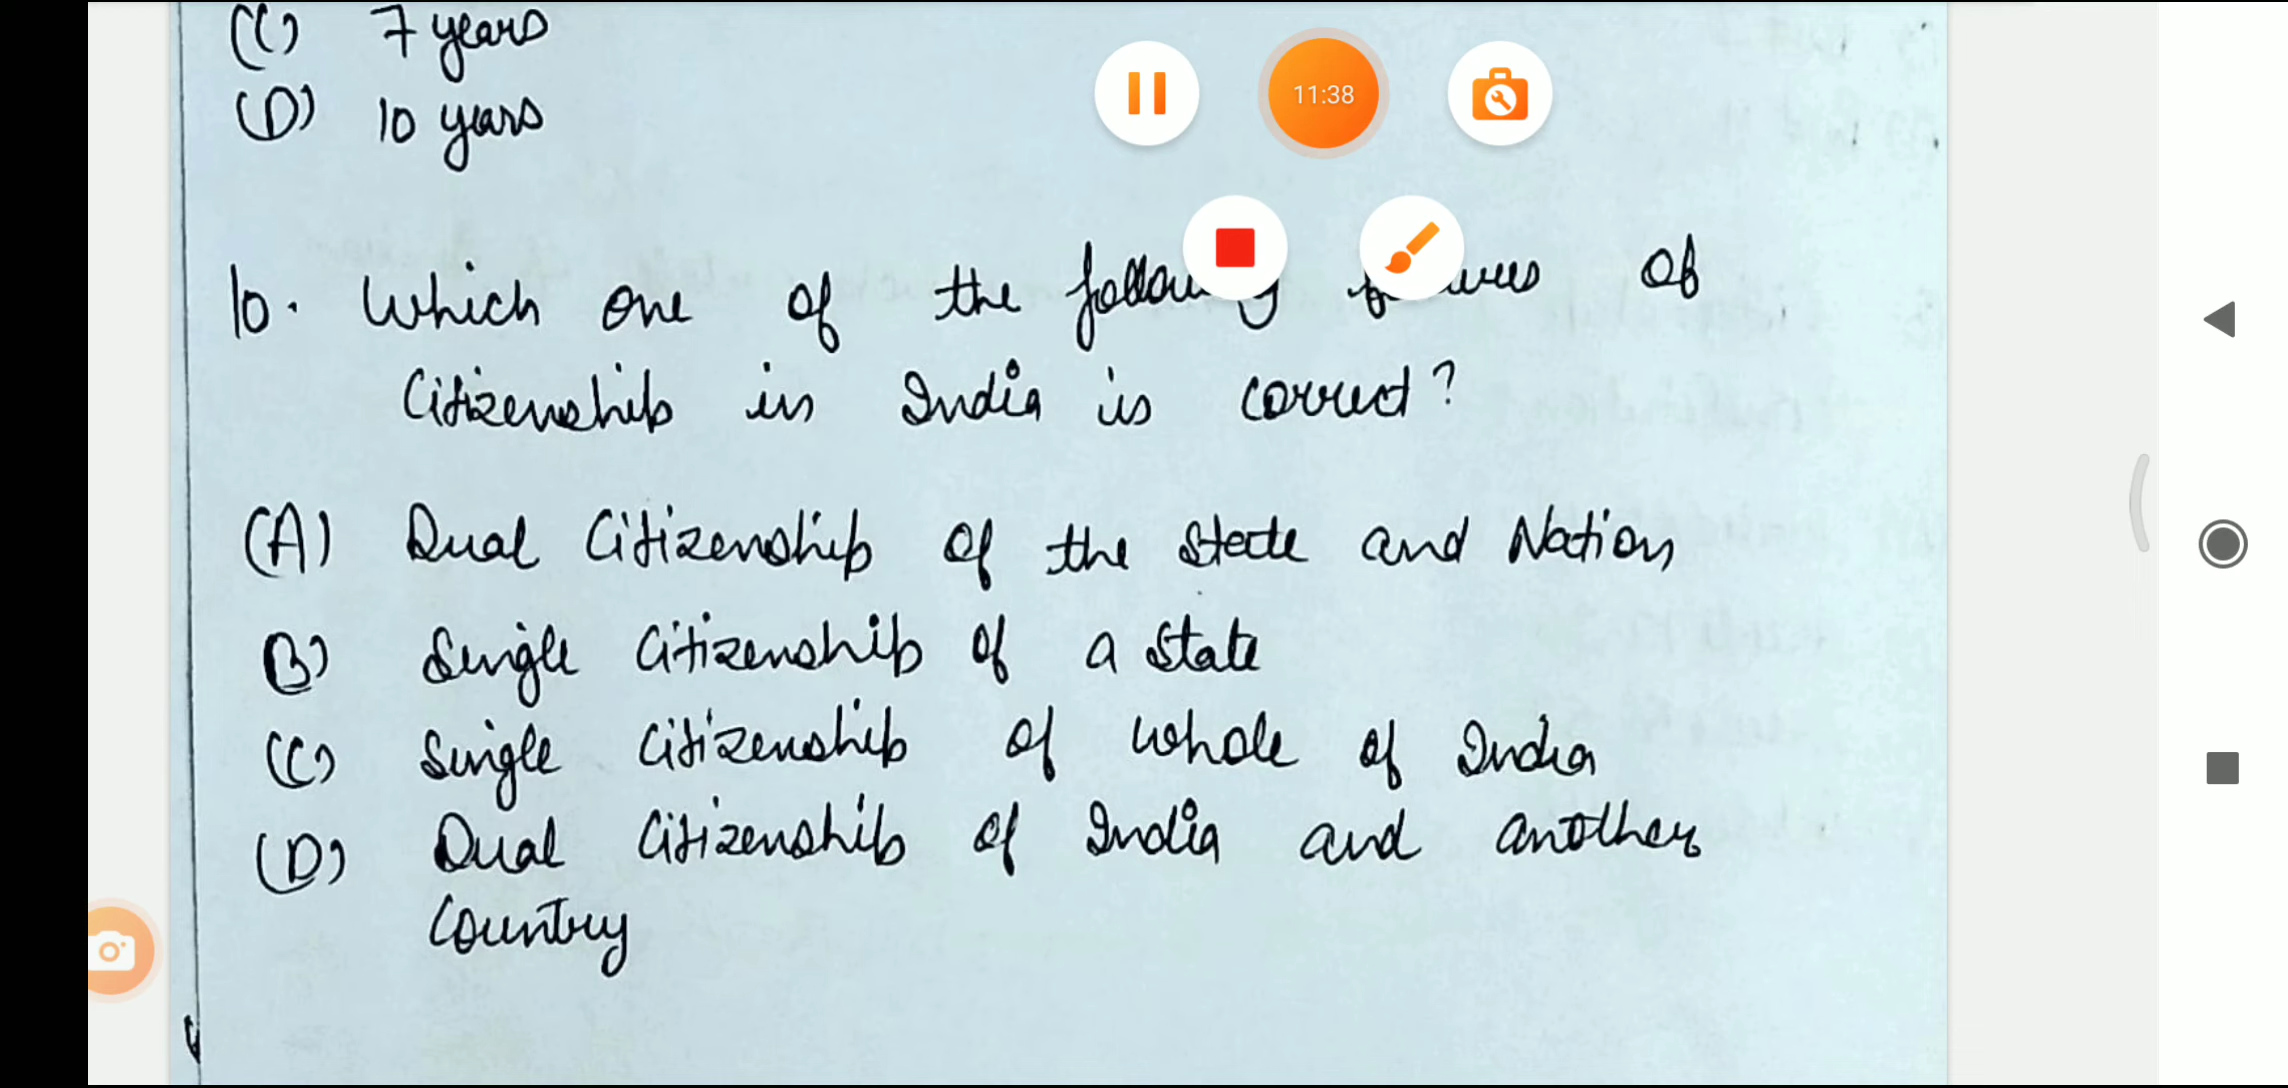 (C) 7 years
(D) 10 years
11:38
10. Which one of the of
Citizenship in India is correct?
(A) Dual Citizenship of the State and Nation
(B) Single Citizenship of a State
(C) Single Citizenship of whole of India
(D) Dual Citizenship of India and another
Country